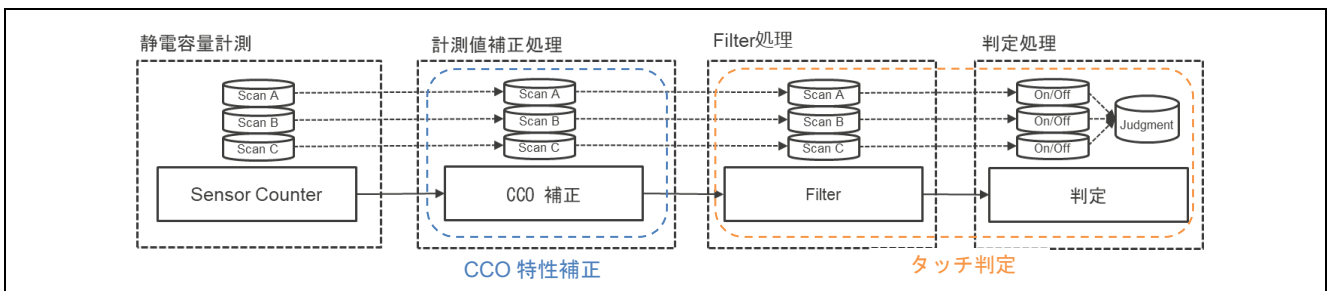 静電容量計測
計測値補正処理
Filter処理
判定処理
Scan A
Scan B
Scan C
Scan A
Scan B
Scan C
Scan A
Scan B
Scan C
On/Off
On/Off
On/Off
Judgment
Sensor Counter
CCO 補正
Filter
判定
CCO 特性補正
タッチ判定